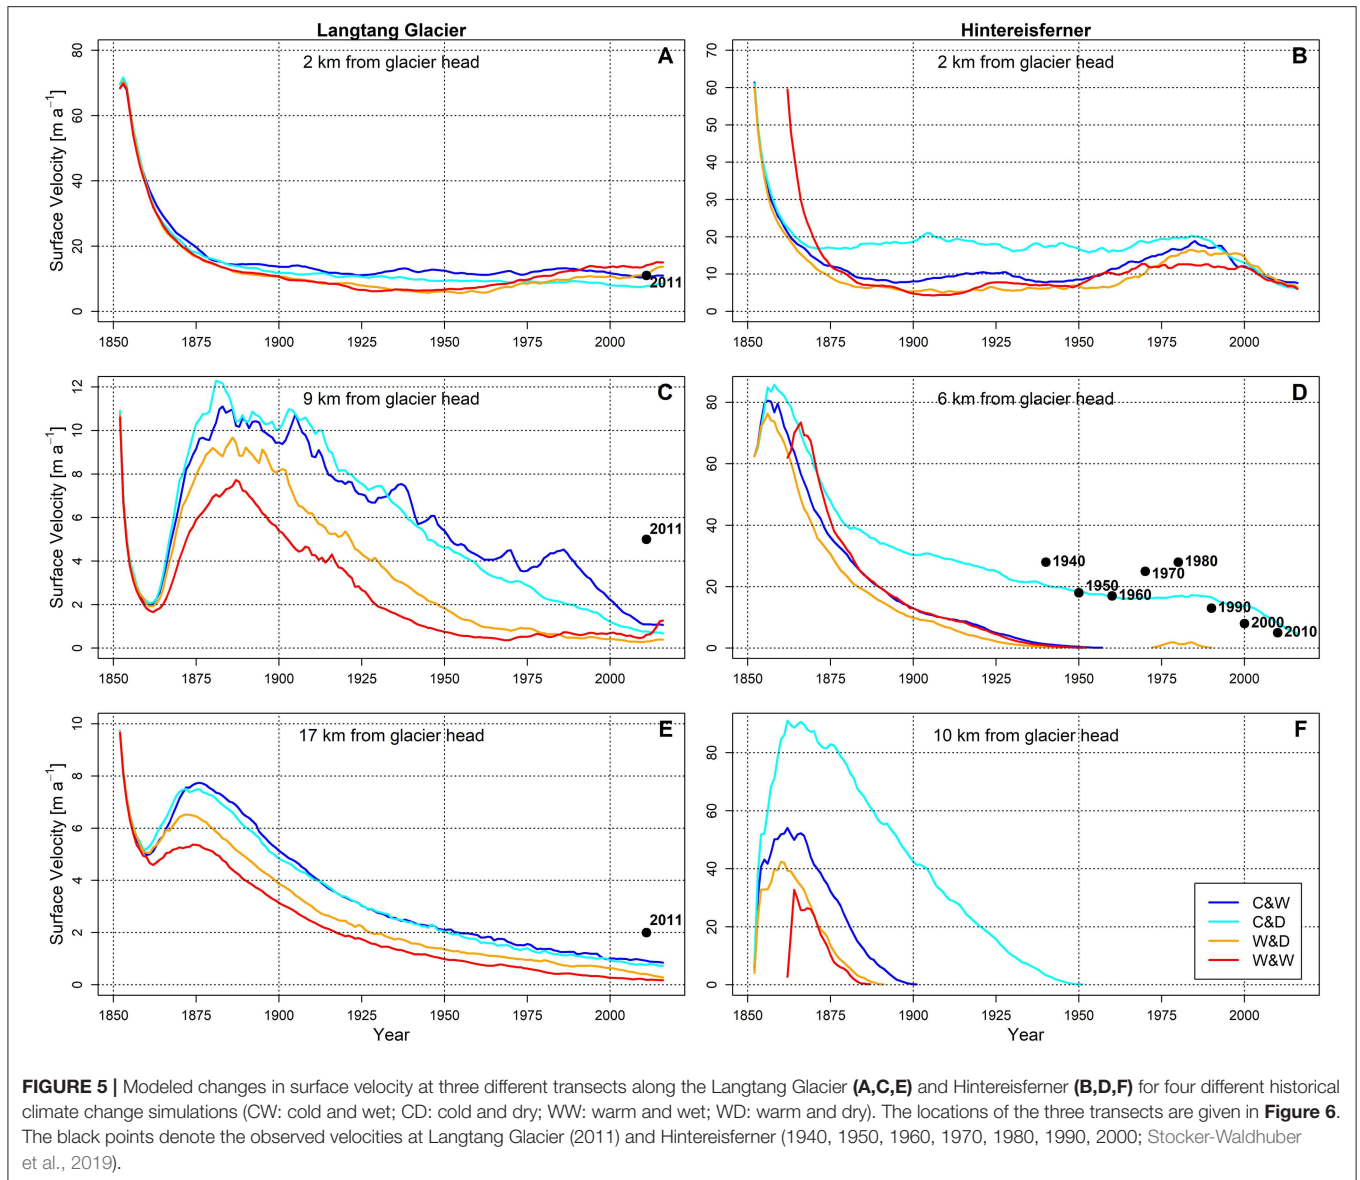 Langtang Glacier
Hintereisferner
2 km from glacier head
A
Surface Velocity [m a⁻¹]
80
60
40
20
0
2011
1850 1875 1900 1925 1950 1975 2000
2 km from glacier head
B
70
60
50
40
30
20
10
0
1850 1875 1900 1925 1950 1975 2000
9 km from glacier head
C
Surface Velocity [m a⁻¹]
12
10
8
6
4
2
0
2011
1850 1875 1900 1925 1950 1975 2000
6 km from glacier head
D
80
60
40
20
0
1940
1950
1960
1970
1980
1990
2000
2010
1850 1875 1900 1925 1950 1975 2000
17 km from glacier head
E
Surface Velocity [m a⁻¹]
10
8
6
4
2
0
2011
1850 1875 1900 1925 1950 1975 2000
Year
10 km from glacier head
F
80
60
40
20
0
C&W
C&D
W&D
W&W
1850 1875 1900 1925 1950 1975 2000
Year
FIGURE 5 | Modeled changes in surface velocity at three different transects along the Langtang Glacier (A,C,E) and Hintereisferner (B,D,F) for four different historical
climate change simulations (CW: cold and wet; CD: cold and dry; WW: warm and wet; WD: warm and dry). The locations of the three transects are given in Figure 6.
The black points denote the observed velocities at Langtang Glacier (2011) and Hintereisferner (1940, 1950, 1960, 1970, 1980, 1990, 2000; Stocker-Waldhuber
et al., 2019).